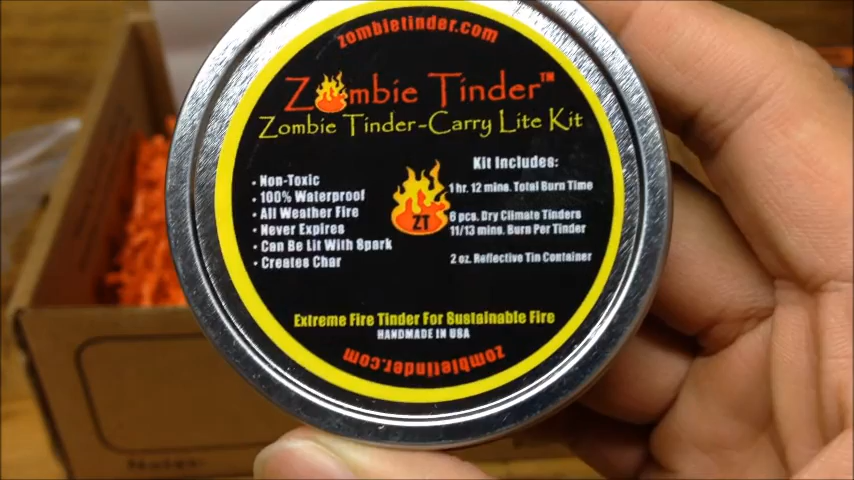 zombietinder.com
Zombie Tinder™
Zombie Tinder-Carry Lite Kit
• Non-Toxic
• 100% Waterproof
• All Weather Fire
• Never Expires
• Can Be Lit With Spark
• Creates Char
ZT
Kit Includes:
1 hr. 12 mins. Total Burn Time
6 pcs. Dry Climate Tinders
11/13 mins. Burn Per Tinder
2 oz. Reflective Tin Container
Extreme Fire Tinder For Sustainable Fire
HANDMADE IN USA
zombietinder.com